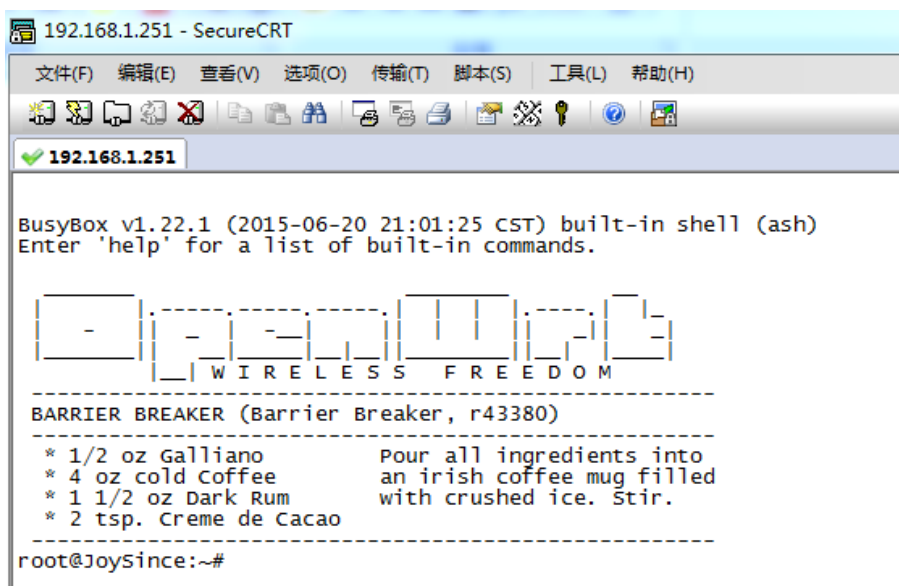 192.168.1.251 - SecureCRT
文件(F) 编辑(E) 查看(V) 选项(O) 传输(T) 脚本(S) 工具(L) 帮助(H)
192.168.1.251
BusyBox v1.22.1 (2015-06-20 21:01:25 CST) built-in shell (ash)
Enter 'help' for a list of built-in commands.
OpenWrt
W I R E L E S S   F R E E D O M
-----------------------------------------------------
BARRIER BREAKER (Barrier Breaker, r43380)
-----------------------------------------------------
* 1/2 oz Galliano         Pour all ingredients into
* 4 oz cold Coffee        an irish coffee mug filled
* 1 1/2 oz Dark Rum       with crushed ice. Stir.
* 2 tsp. Creme de Cacao
-----------------------------------------------------
root@JoySince:~#